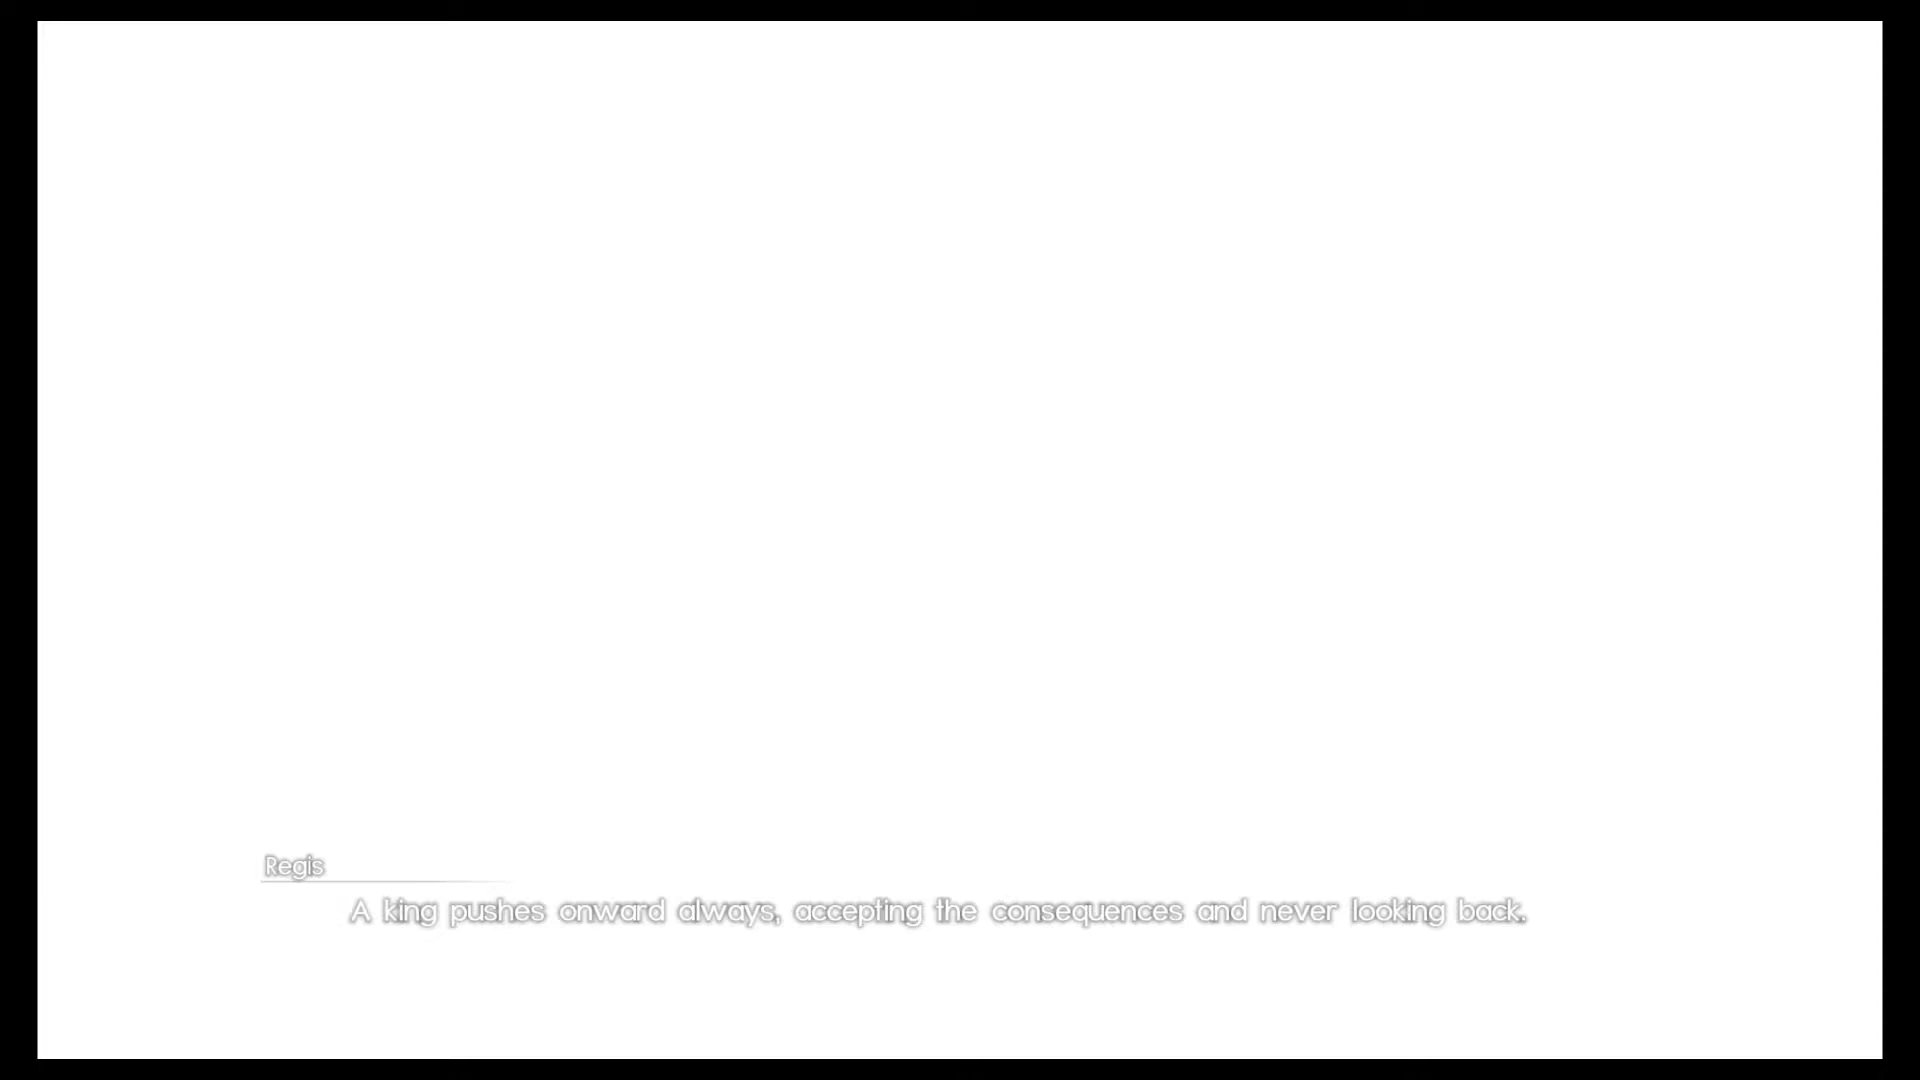 Regis
A king pushes onward always, accepting the consequences and never looking back.